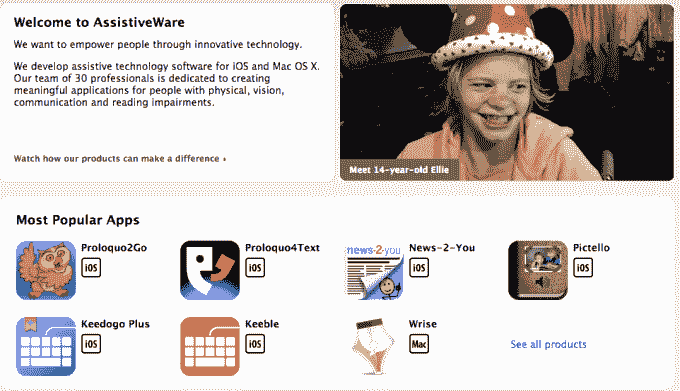 Welcome to AssistiveWare
We want to empower people through innovative technology.
We develop assistive technology software for iOS and Mac OS X.
Our team of 30 professionals is dedicated to creating
meaningful applications for people with physical, vision,
communication and reading impairments.
Watch how our products can make a difference ›
Meet 14-year-old Ellie
Most Popular Apps
Proloquo2Go
iOS
Proloquo4Text
iOS
news-2-you
News-2-You
iOS
Pictello
iOS
Keedogo Plus
iOS
Keeble
iOS
Wrise
Mac
See all products